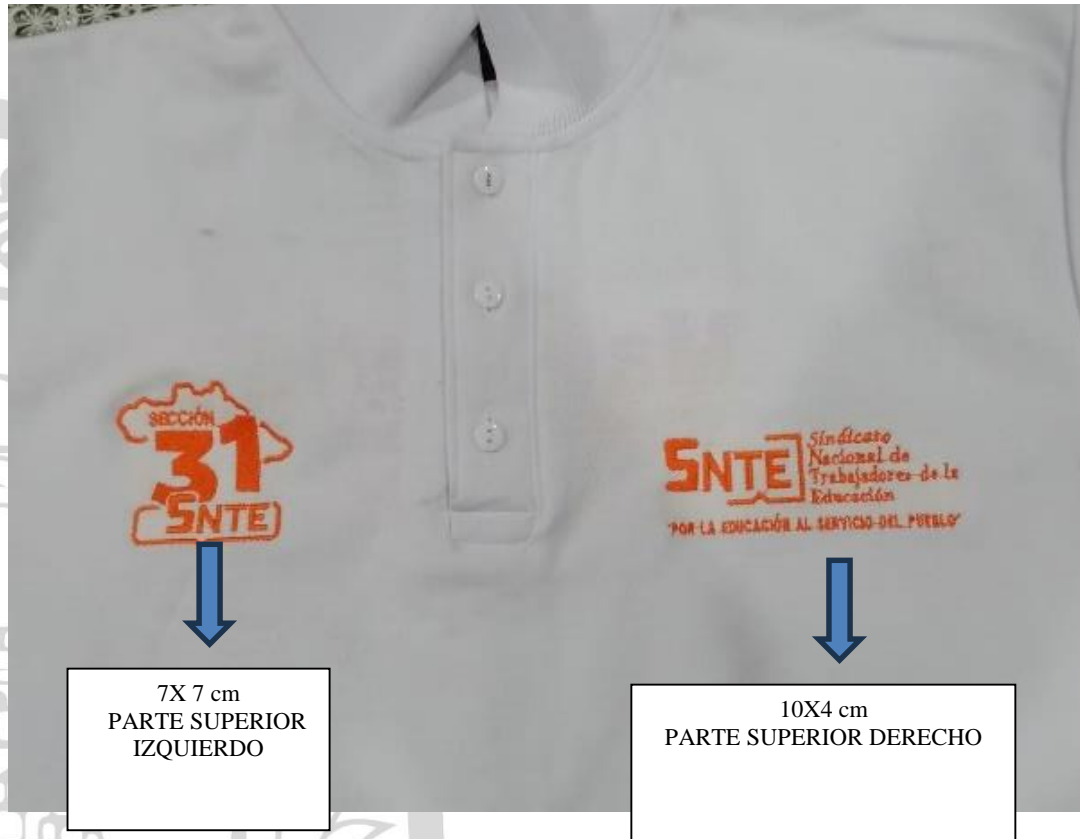 SECCIÓN
31
SNTE
SNTE
Sindicato
Nacional de
Trabajadores de la
Educación
"POR LA EDUCACIÓN AL SERVICIO DEL PUEBLO"
7X 7 cm
PARTE SUPERIOR
IZQUIERDO
10X4 cm
PARTE SUPERIOR DERECHO